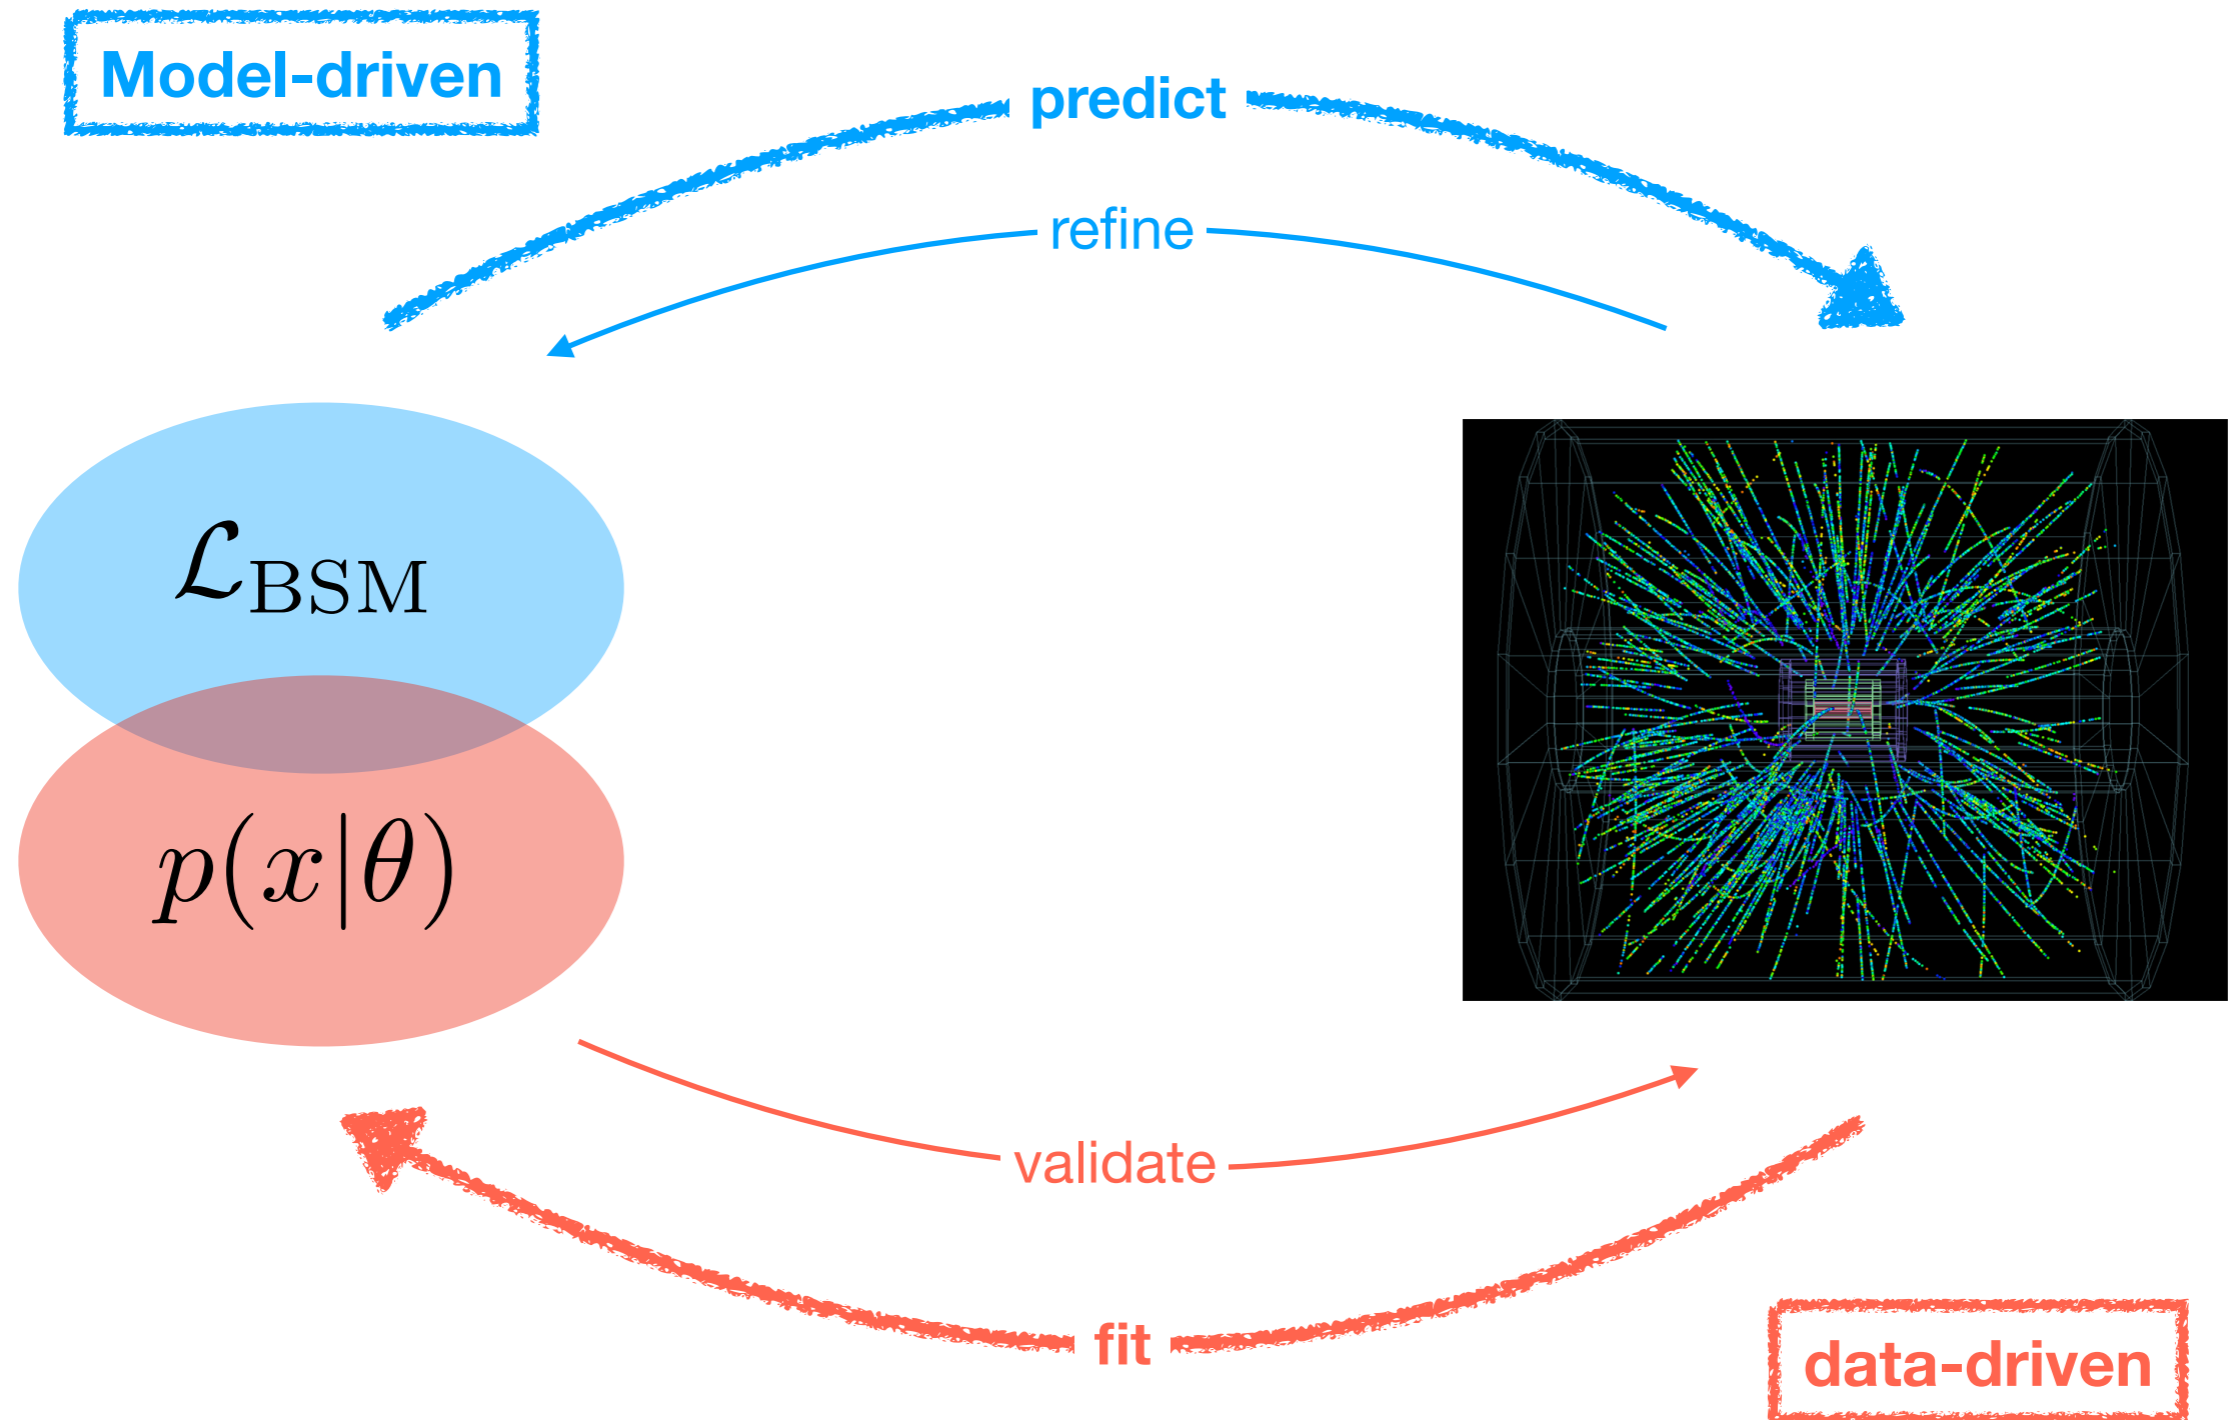 Model-driven
predict
refine
ℒ_BSM
p(x|θ)
validate
fit
data-driven